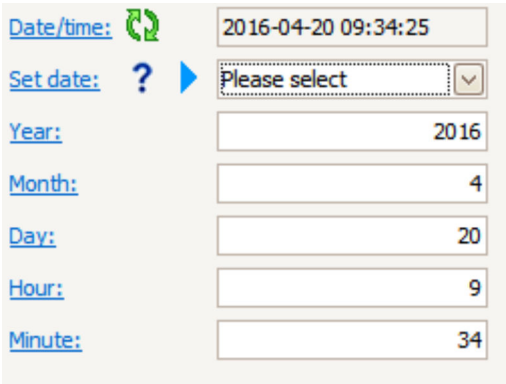 Date/time: 2016-04-20 09:34:25
Set date: ? Please select
Year: 2016
Month: 4
Day: 20
Hour: 9
Minute: 34